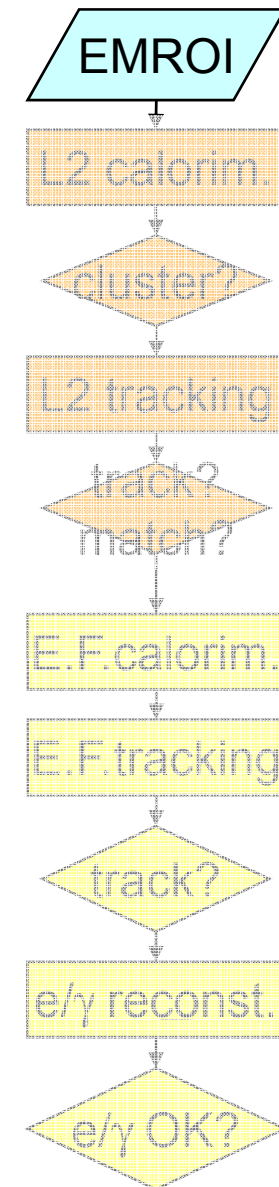 EMROI
L2 calorim.
cluster?
L2 tracking
track?
match?
E.F.calorim.
E.F.tracking
track?
e/γ reconst.
e/γ OK?